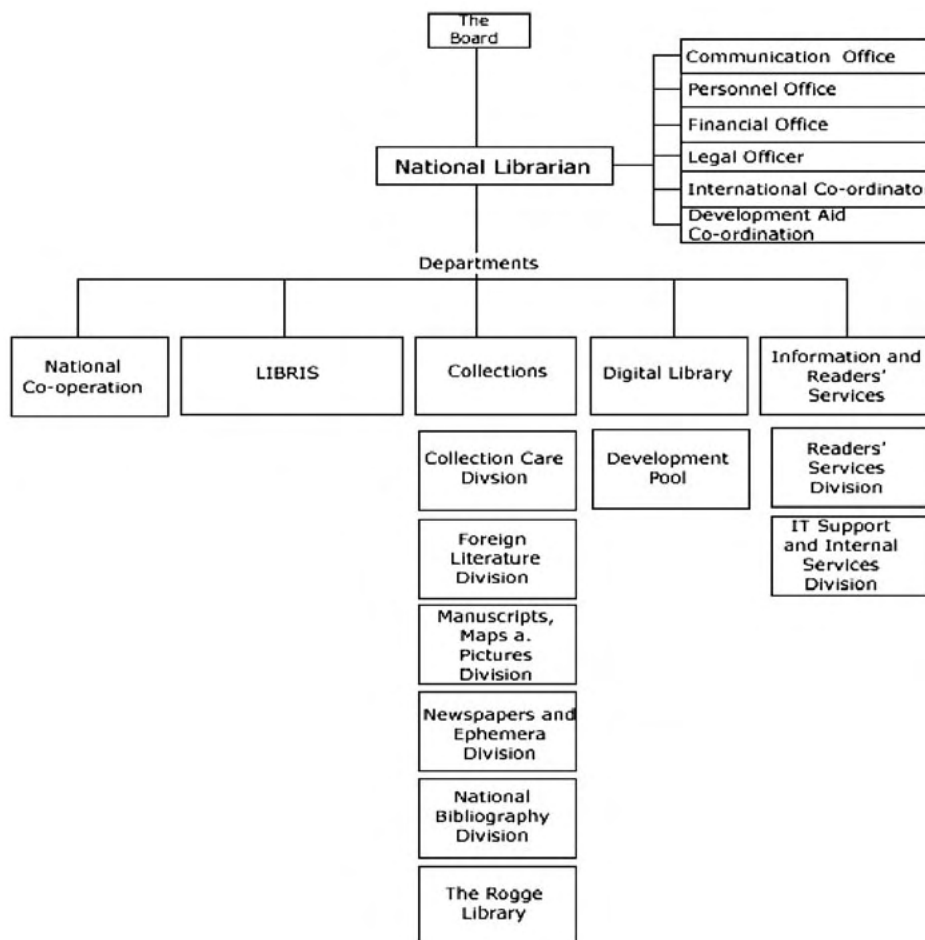 The
Board
Communication Office
Personnel Office
Financial Office
Legal Officer
International Co-ordinato
Development Aid
Co-ordination
National Librarian
Departments
National
Co-operation
LIBRIS
Collections
Digital Library
Information and
Readers'
Services
Collection Care
Divsion
Development
Pool
Readers'
Services
Division
Foreign
Literature
Division
IT Support
and Internal
Services
Division
Manuscripts,
Maps a.
Pictures
Division
Newspapers and
Ephemera
Division
National
Bibliography
Division
The Rogge
Library